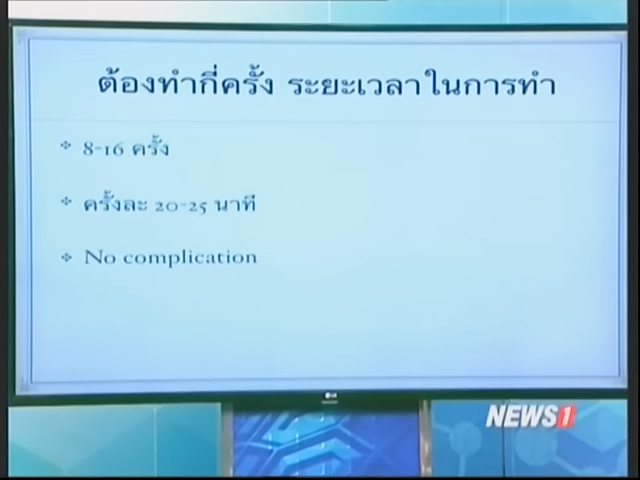 ต้องทำกี่ครั้ง ระยะเวลาในการทำ
❖ 8-16 ครั้ง
❖ ครั้งละ 20-25 นาที
❖ No complication
LG
NEWS1